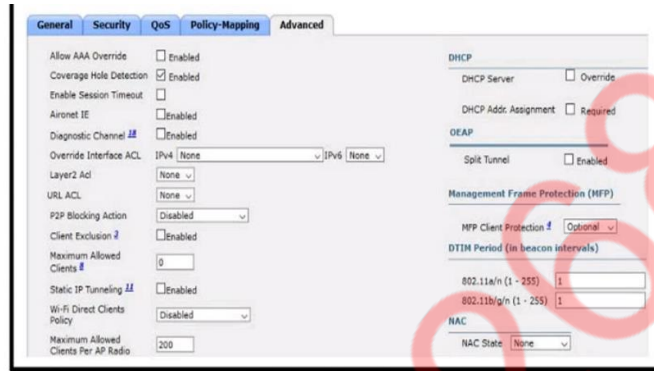 General Security QoS Policy-Mapping Advanced
Allow AAA Override Enabled
Coverage Hole Detection Enabled
Enable Session Timeout
Aironet IE Enabled
Diagnostic Channel 18 Enabled
Override Interface ACL IPv4 None IPv6 None
Layer2 Acl None
URL ACL None
P2P Blocking Action Disabled
Client Exclusion 3 Enabled
Maximum Allowed
Clients 8 0
Static IP Tunneling 11 Enabled
Wi-Fi Direct Clients
Policy Disabled
Maximum Allowed
Clients Per AP Radio 200
DHCP
DHCP Server Override
DHCP Addr. Assignment Required
OEAP
Split Tunnel Enabled
Management Frame Protection (MFP)
MFP Client Protection 4 Optional
DTIM Period (in beacon intervals)
802.11a/n (1 - 255) 1
802.11b/g/n (1 - 255) 1
NAC
NAC State None